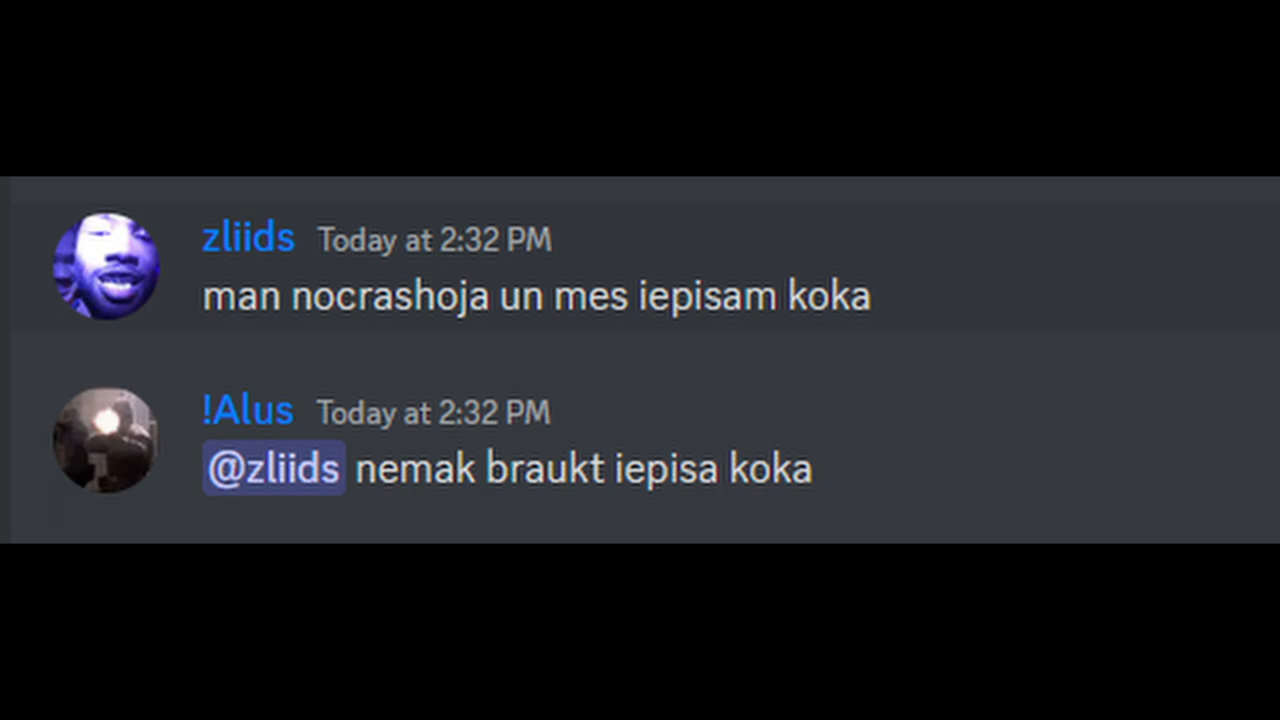 zliids Today at 2:32 PM
man nocrashoja un mes iepisam koka
!Alus Today at 2:32 PM
@zliids nemak braukt iepisa koka